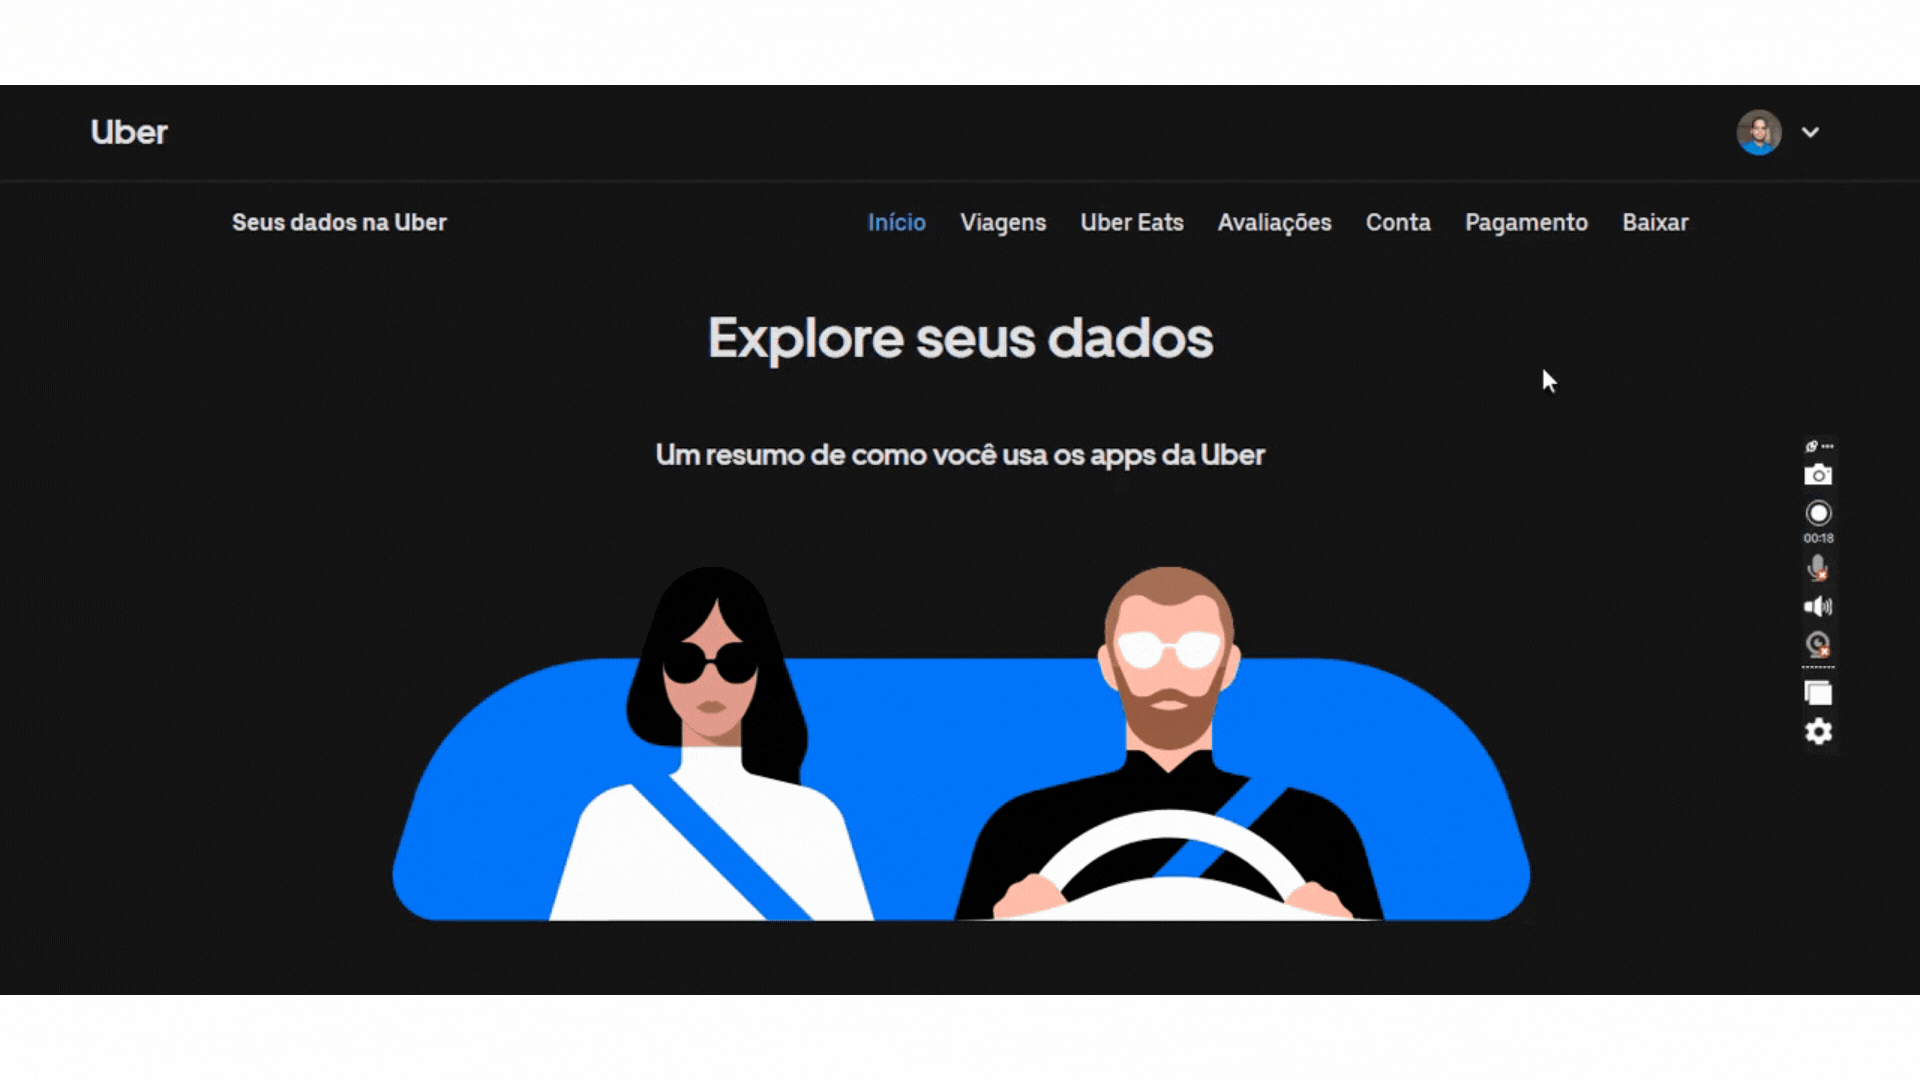 Uber
Seus dados na Uber
Início Viagens Uber Eats Avaliações Conta Pagamento Baixar
Explore seus dados
Um resumo de como você usa os apps da Uber
00:18